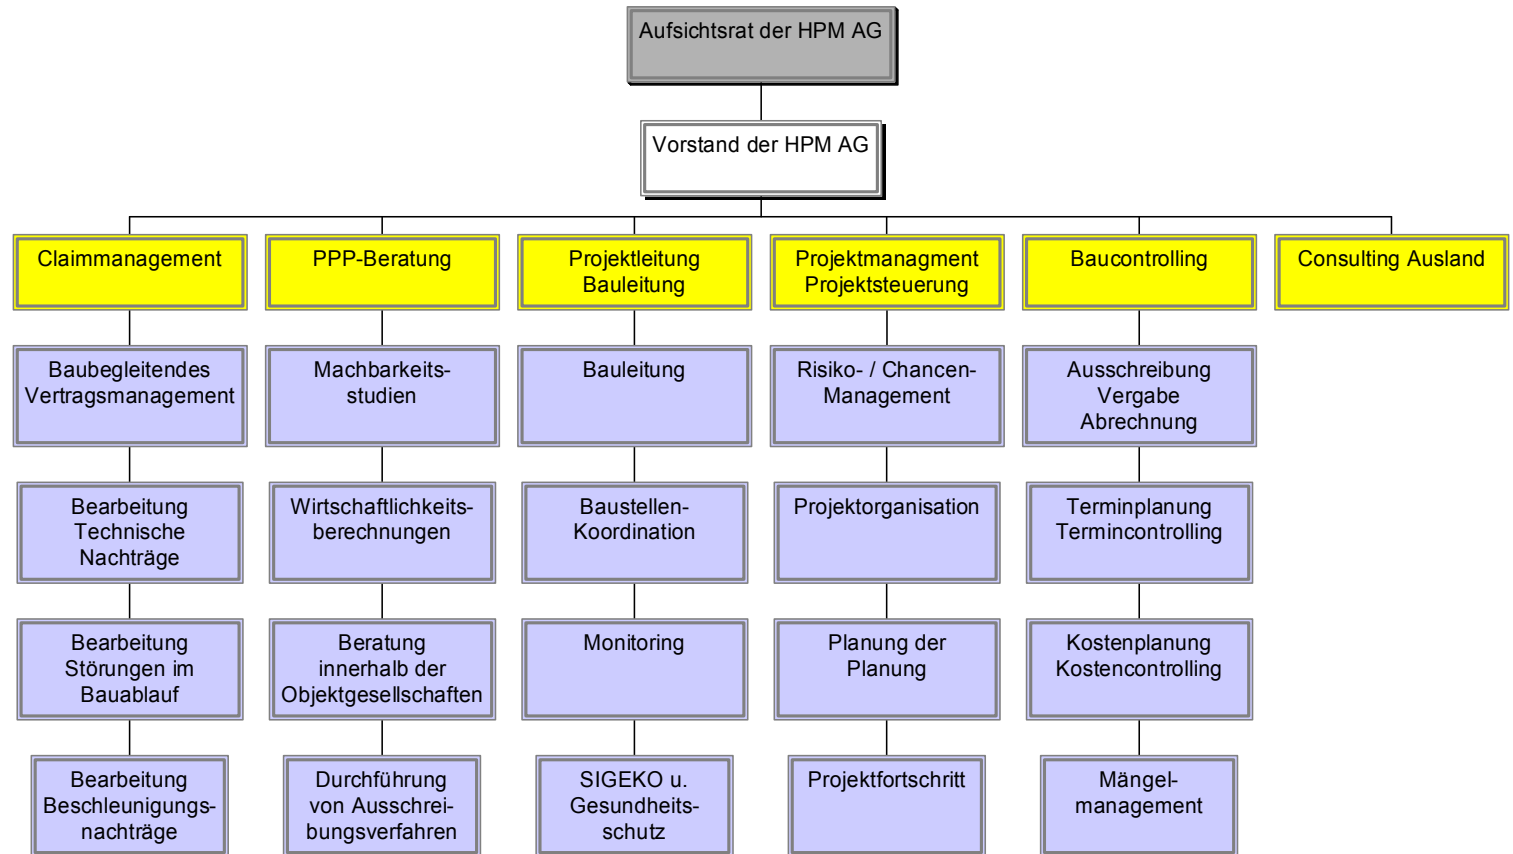 Aufsichtsrat der HPM AG
Vorstand der HPM AG
Claimmanagement
PPP-Beratung
Projektleitung
Bauleitung
Projektmanagment
Projektsteuerung
Baucontrolling
Consulting Ausland
Baubegleitendes
Vertragsmanagement
Machbarkeits-
studien
Bauleitung
Risiko- / Chancen-
Management
Ausschreibung
Vergabe
Abrechnung
Bearbeitung
Technische
Nachträge
Wirtschaftlichkeits-
berechnungen
Baustellen-
Koordination
Projektorganisation
Terminplanung
Termincontrolling
Bearbeitung
Störungen im
Bauablauf
Beratung
innerhalb der
Objektgesellschaften
Monitoring
Planung der
Planung
Kostenplanung
Kostencontrolling
Bearbeitung
Beschleunigungs-
nachträge
Durchführung
von Ausschrei-
bungsverfahren
SIGEKO u.
Gesundheits-
schutz
Projektfortschritt
Mängel-
management